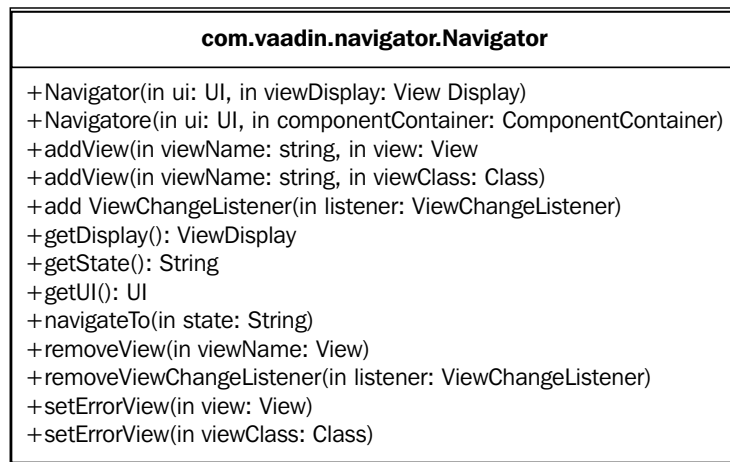 com.vaadin.navigator.Navigator
+Navigator(in ui: UI, in viewDisplay: View Display)
+Navigatore(in ui: UI, in componentContainer: ComponentContainer)
+addView(in viewName: string, in view: View
+addView(in viewName: string, in viewClass: Class)
+add ViewChangeListener(in listener: ViewChangeListener)
+getDisplay(): ViewDisplay
+getState(): String
+getUI(): UI
+navigateTo(in state: String)
+removeView(in viewName: View)
+removeViewChangeListener(in listener: ViewChangeListener)
+setErrorView(in view: View)
+setErrorView(in viewClass: Class)